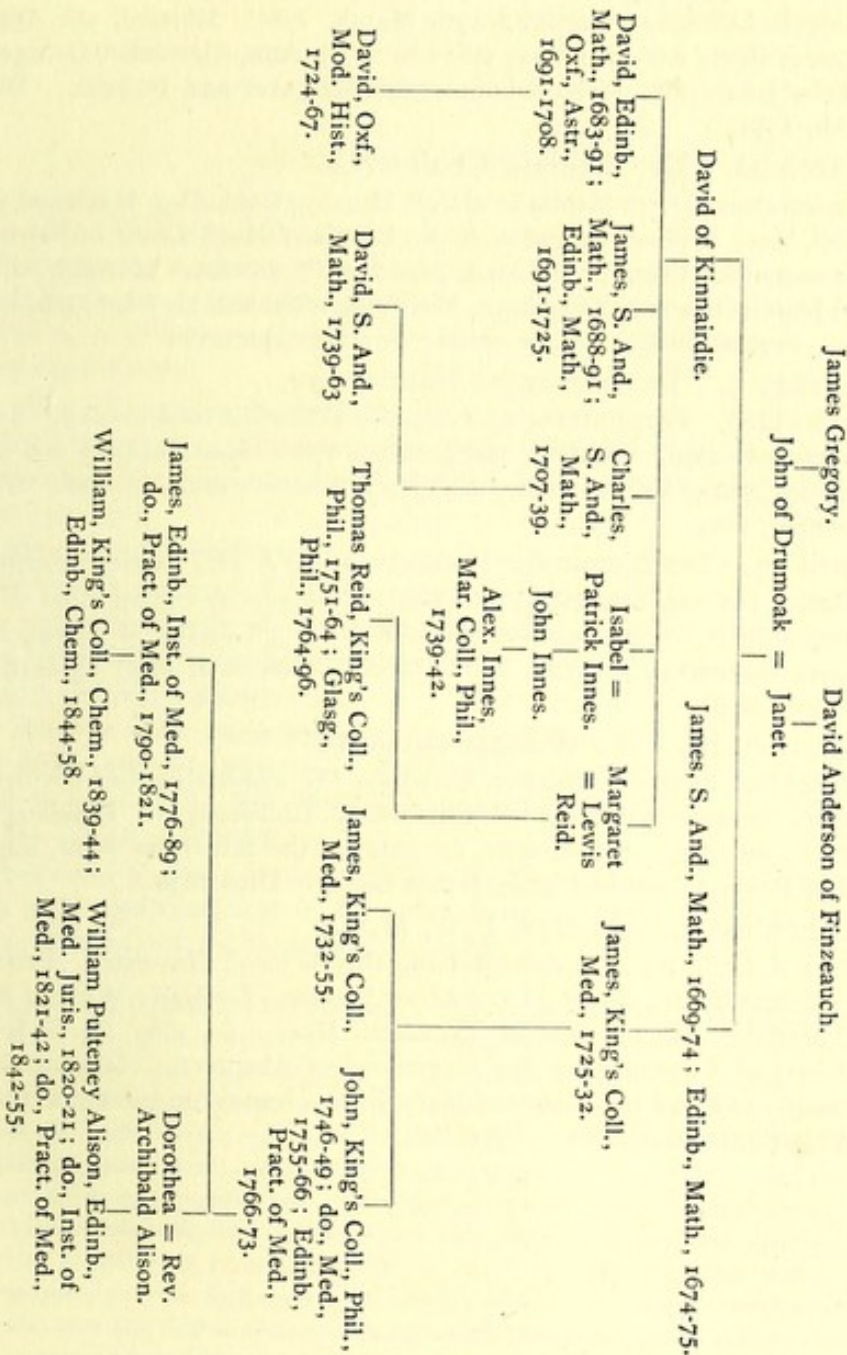 James Gregory.
David Anderson of Finzeauch.
John of Drumoak = Janet.
David of Kinnairdie.
James, S. And., Math., 1669-74; Edinb., Math., 1674-75.
David, Edinb.,
Math., 1683-91;
Oxf., Astr.,
1691-1708.
James, S. And.,
Math., 1688-91;
Edinb., Math.,
1691-1725.
Charles,
S. And.,
Math.,
1707-39.
Isabel =
Patrick Innes.
Margaret
= Lewis
Reid.
James, King's Coll.,
Med., 1725-32.
John Innes.
Alex. Innes,
Mar. Coll., Phil.,
1739-42.
David, Oxf.,
Mod. Hist.,
1724-67.
David, S. And.,
Math., 1739-63
Thomas Reid, King's Coll.,
Phil., 1751-64; Glasg.,
Phil., 1764-96.
James, King's Coll.,
Med., 1732-55.
John, King's Coll., Phil.,
1746-49; do., Med.,
1755-66; Edinb.,
Pract. of Med.,
1766-73.
James, Edinb., Inst. of Med., 1776-89;
do., Pract. of Med., 1790-1821.
Dorothea = Rev.
Archibald Alison.
William, King's Coll., Chem., 1839-44;
Edinb., Chem., 1844-58.
William Pulteney Alison, Edinb.,
Med. Juris., 1820-21; do., Inst. of
Med., 1821-42; do., Pract. of Med.,
1842-55.